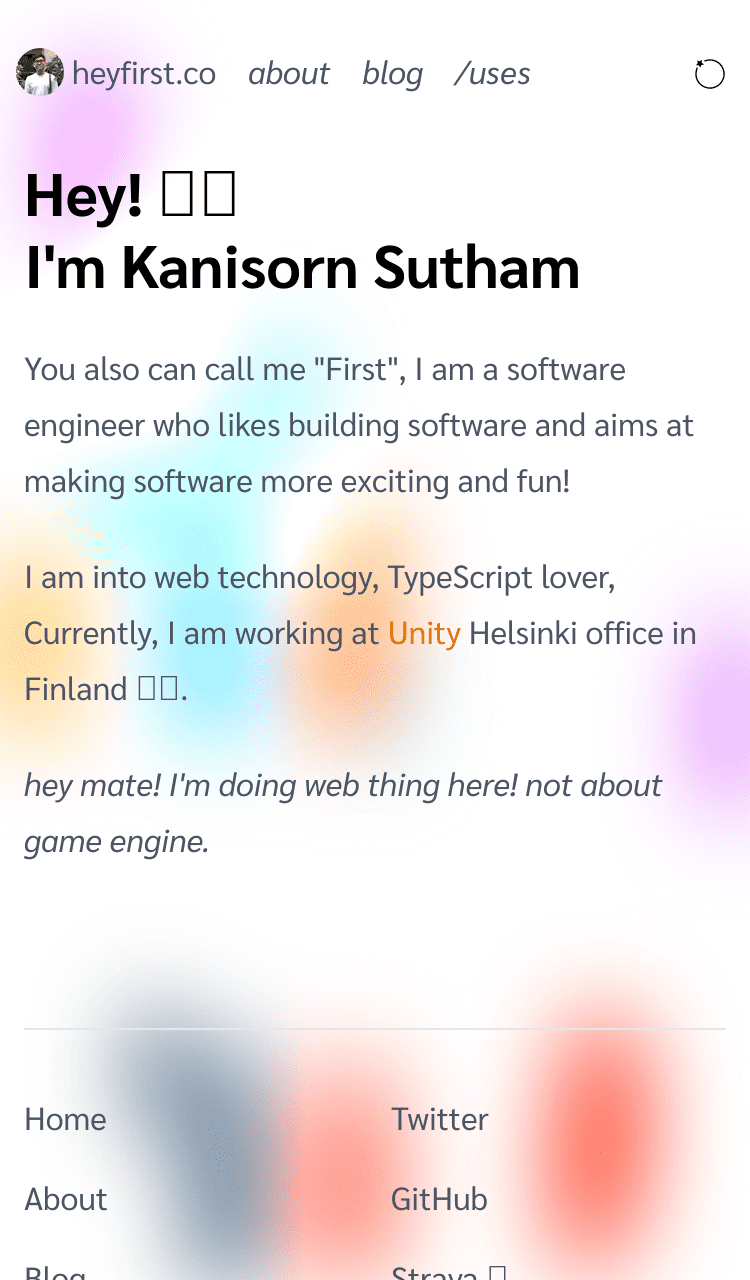 heyfirst.co about blog /uses
Hey!
I'm Kanisorn Sutham
You also can call me "First", I am a software
engineer who likes building software and aims at
making software more exciting and fun!
I am into web technology, TypeScript lover,
Currently, I am working at Unity Helsinki office in
Finland .
hey mate! I'm doing web thing here! not about
game engine.
Home
Twitter
About
GitHub
Blog
Strava